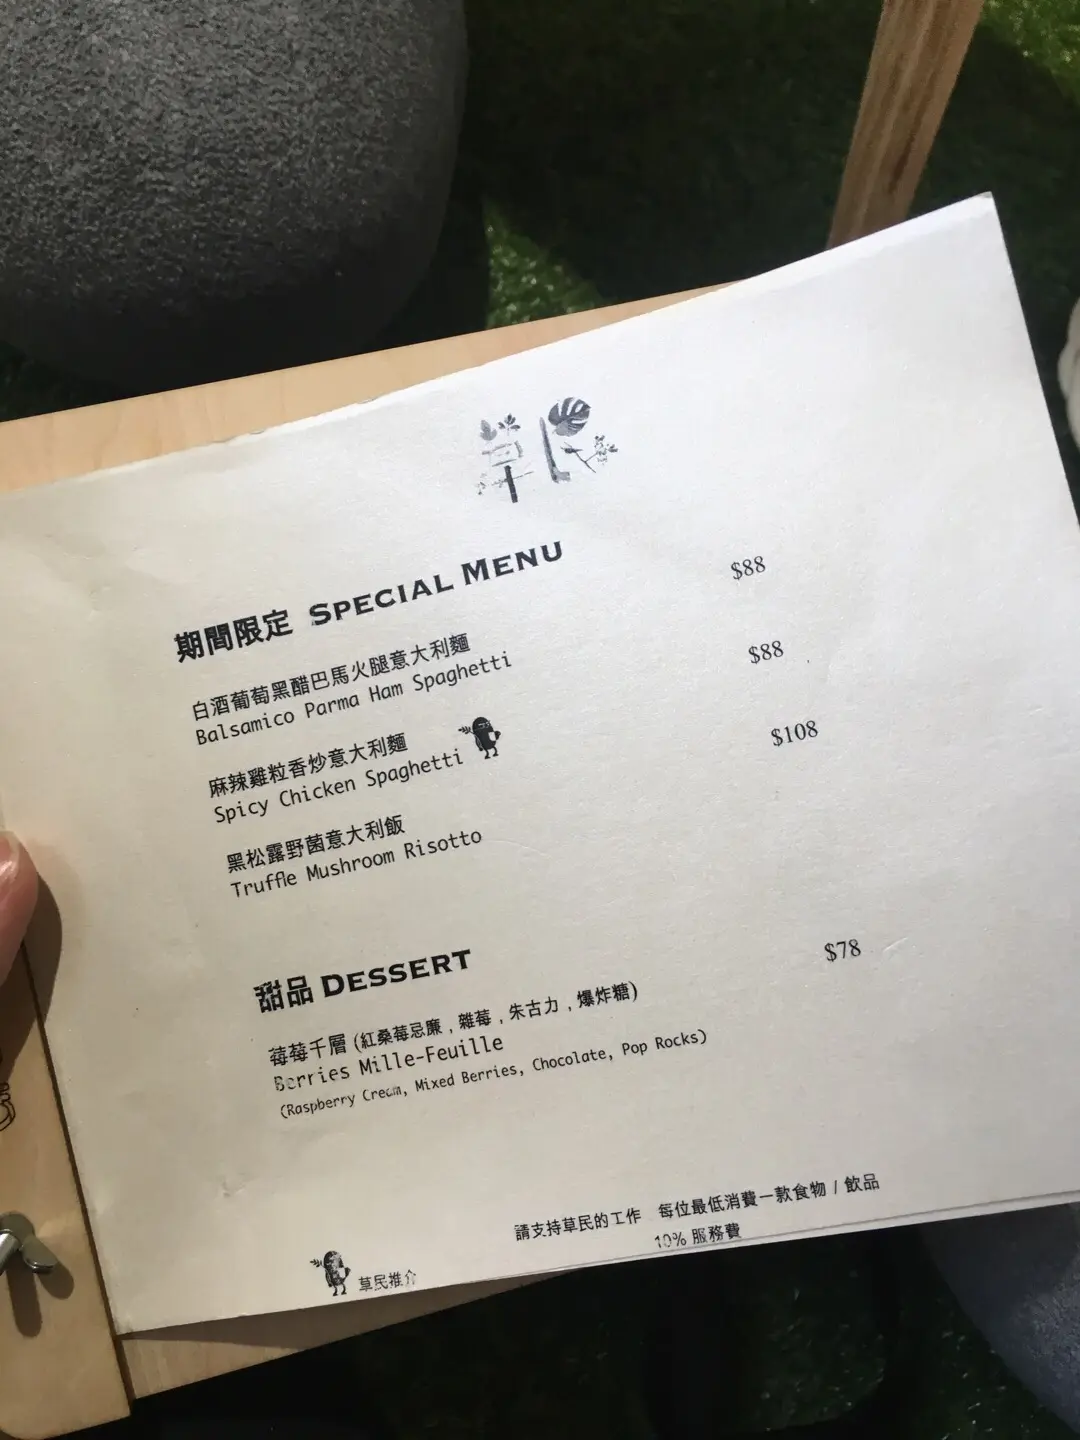 草民
期間限定 SPECIAL MENU
白酒葡萄黑醋巴馬火腿意大利麵 $88
Balsamico Parma Ham Spaghetti
麻辣雞粒香炒意大利麵 $88
Spicy Chicken Spaghetti
黑松露野菌意大利飯 $108
Truffle Mushroom Risotto
甜品 DESSERT
莓莓千層 (紅桑莓忌廉 , 雜莓 , 朱古力 , 爆炸糖) $78
Berries Mille-Feuille
(Raspberry Cream, Mixed Berries, Chocolate, Pop Rocks)
請支持草民的工作 每位最低消費一款食物 / 飲品
10% 服務費
草民推介